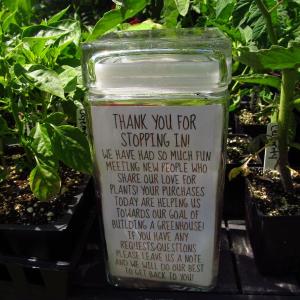 THANK YOU FOR
STOPPING IN!
WE HAVE HAD SO MUCH FUN
MEETING NEW PEOPLE WHO
SHARE OUR LOVE FOR
PLANTS! YOUR PURCHASES
TODAY ARE HELPING US
TOWARDS OUR GOAL OF
BUILDING A GREENHOUSE!
IF YOU HAVE ANY
REQUESTS/QUESTIONS
PLEASE LEAVE US A NOTE
AND WE WILL DO OUR BEST
TO GET BACK TO YOU!